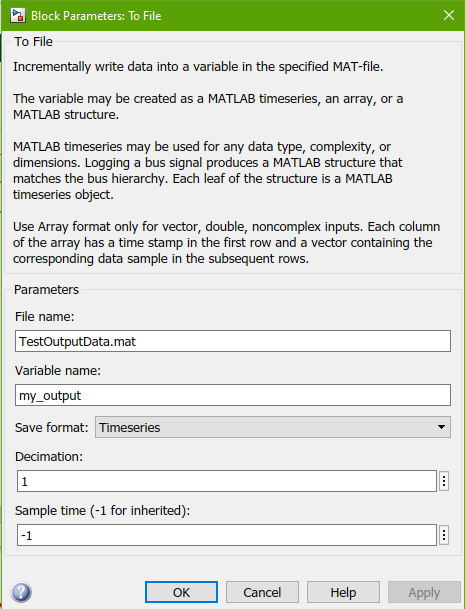 Block Parameters: To File
To File
Incrementally write data into a variable in the specified MAT-file.
The variable may be created as a MATLAB timeseries, an array, or a
MATLAB structure.
MATLAB timeseries may be used for any data type, complexity, or
dimensions. Logging a bus signal produces a MATLAB structure that
matches the bus hierarchy. Each leaf of the structure is a MATLAB
timeseries object.
Use Array format only for vector, double, noncomplex inputs. Each column
of the array has a time stamp in the first row and a vector containing the
corresponding data sample in the subsequent rows.
Parameters
File name:
TestOutputData.mat
Variable name:
my_output
Save format: Timeseries
Decimation:
1
Sample time (-1 for inherited):
-1
? OK Cancel Help Apply